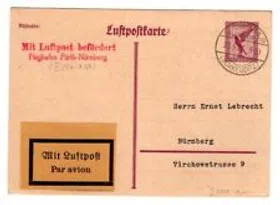 Absender:
Luftpostkarte
Mit Luftpost befördert
Flughafen Fürth-Nürnberg
Herrn Ernst Lebrecht
Nürnberg
Virchowstrasse 9
Mit Luftpost
Par avion